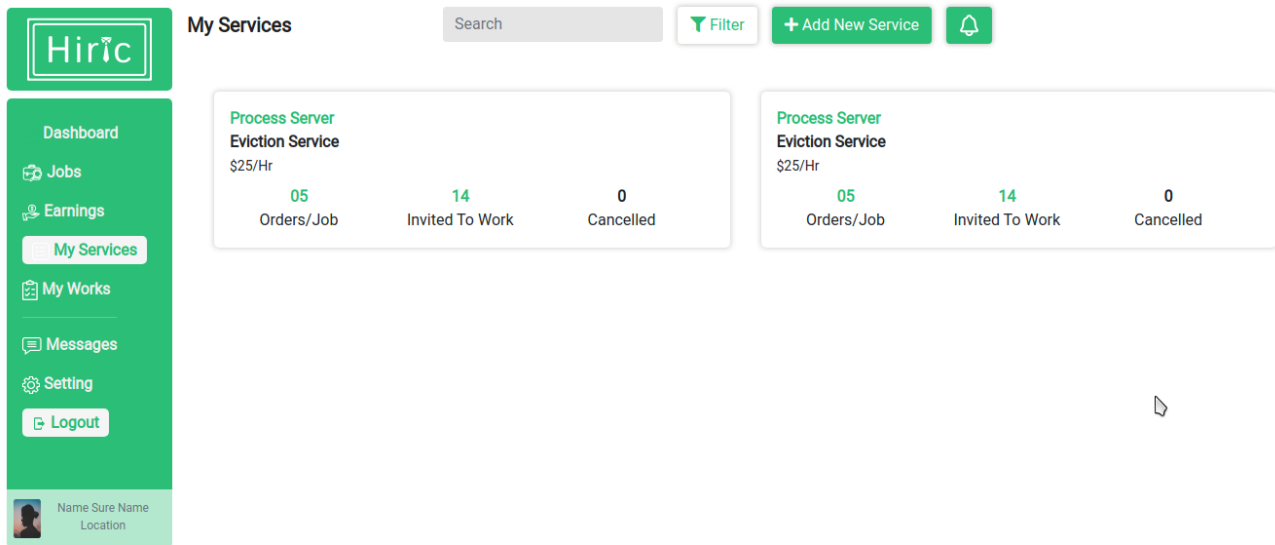 Hiric
My Services
Search
Filter
Add New Service
Dashboard
Jobs
Earnings
My Services
My Works
Messages
Setting
Logout
Name Sure Name
Location
Process Server
Eviction Service
$25/Hr
05 14 0
Orders/Job Invited To Work Cancelled
Process Server
Eviction Service
$25/Hr
05 14 0
Orders/Job Invited To Work Cancelled